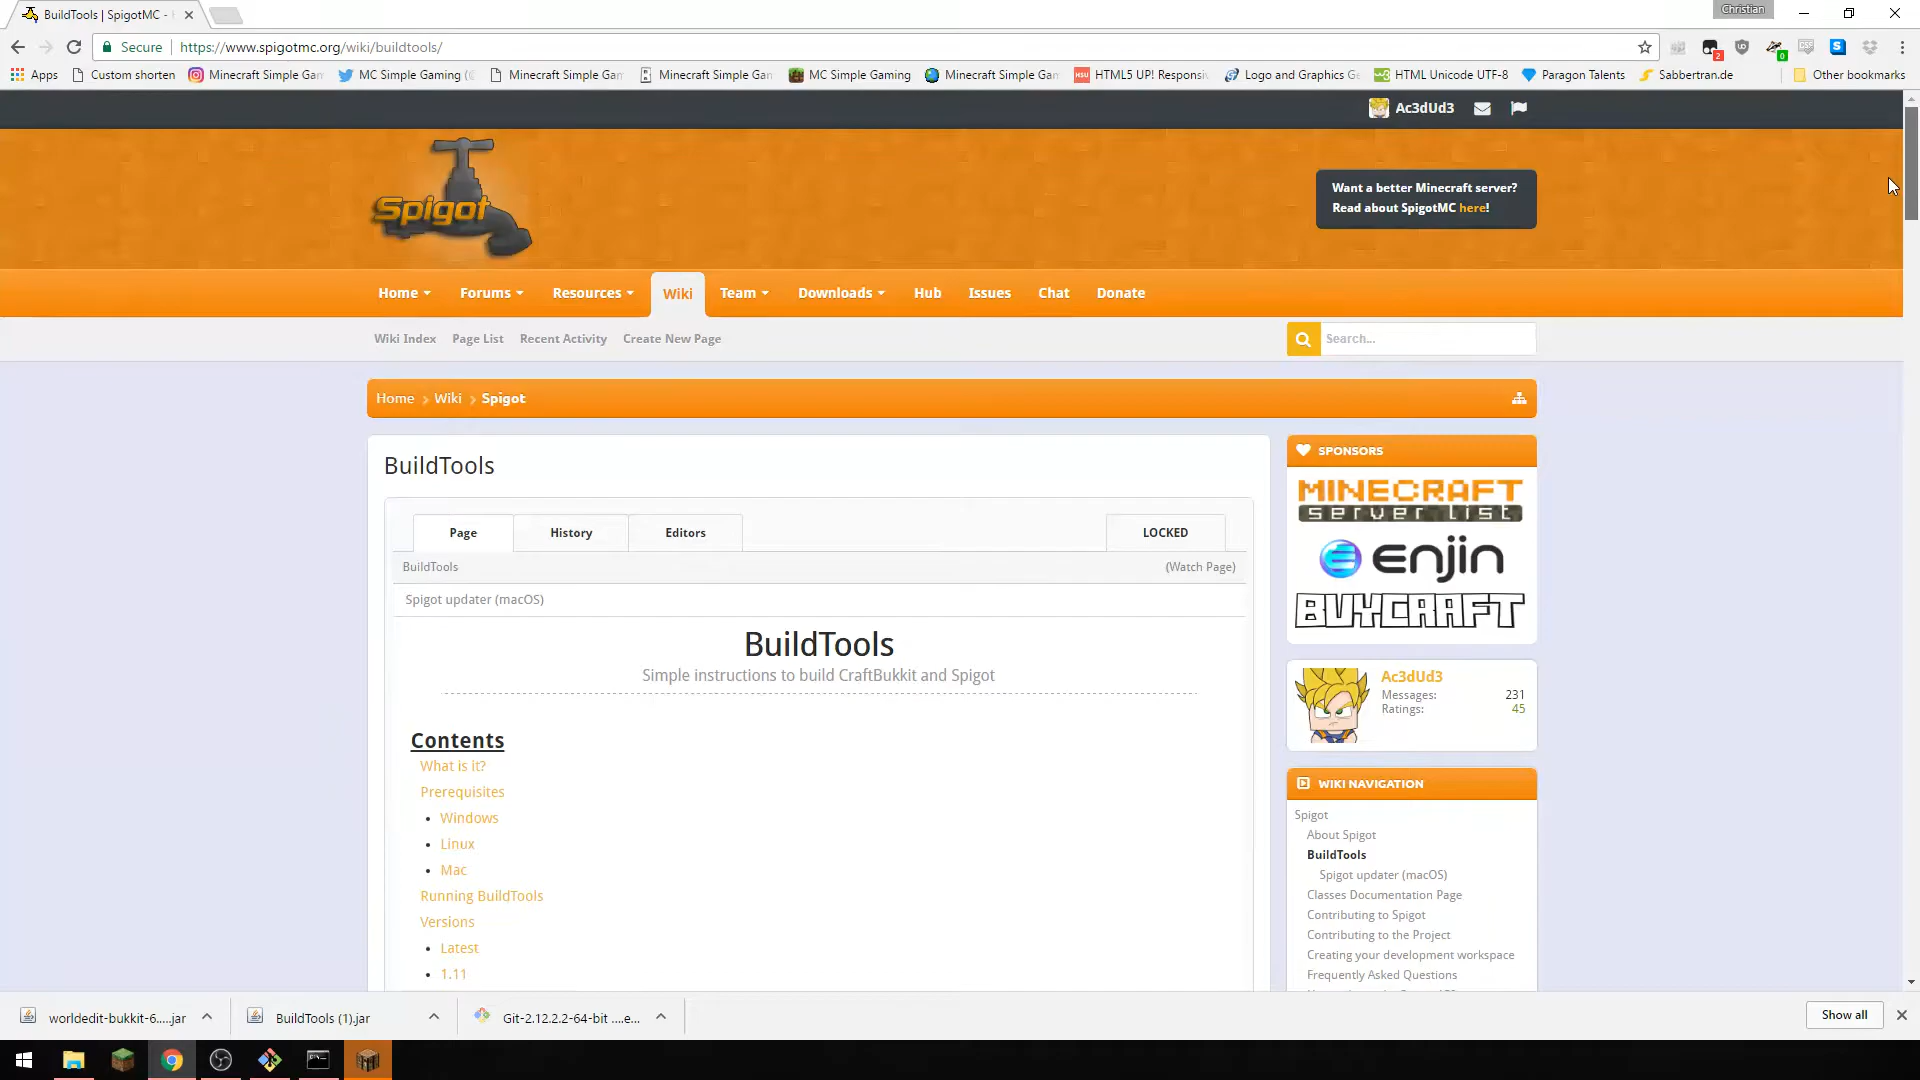 BuildTools | SpigotMC -
Christian
Secure https://www.spigotmc.org/wiki/buildtools/
Apps Custom shorten Minecraft Simple Gan MC Simple Gaming ( Minecraft Simple Gam Minecraft Simple Gan MC Simple Gaming Minecraft Simple Gam HTML5 UP! Responsi Logo and Graphics G HTML Unicode UTF-8 Paragon Talents Sabbertran.de Other bookmarks
Ac3dUd3
Spigot
Want a better Minecraft server?
Read about SpigotMC here!
Home Forums Resources Wiki Team Downloads Hub Issues Chat Donate
Wiki Index Page List Recent Activity Create New Page Search...
Home Wiki Spigot
BuildTools
SPONSORS
MINECRAFT
server list
enjin
BUYCRAFT
Page History Editors LOCKED
BuildTools (Watch Page)
Spigot updater (macOS)
BuildTools
Simple instructions to build CraftBukkit and Spigot
Ac3dUd3
Messages: 231
Ratings: 45
Contents
What is it?
Prerequisites
• Windows
• Linux
• Mac
Running BuildTools
Versions
• Latest
• 1.11
WIKI NAVIGATION
Spigot
About Spigot
BuildTools
Spigot updater (macOS)
Classes Documentation Page
Contributing to Spigot
Contributing to the Project
Creating your development workspace
Frequently Asked Questions
worldedit-bukkit-6.....jar BuildTools (1).jar Git-2.12.2.2-64-bit ....e... Show all